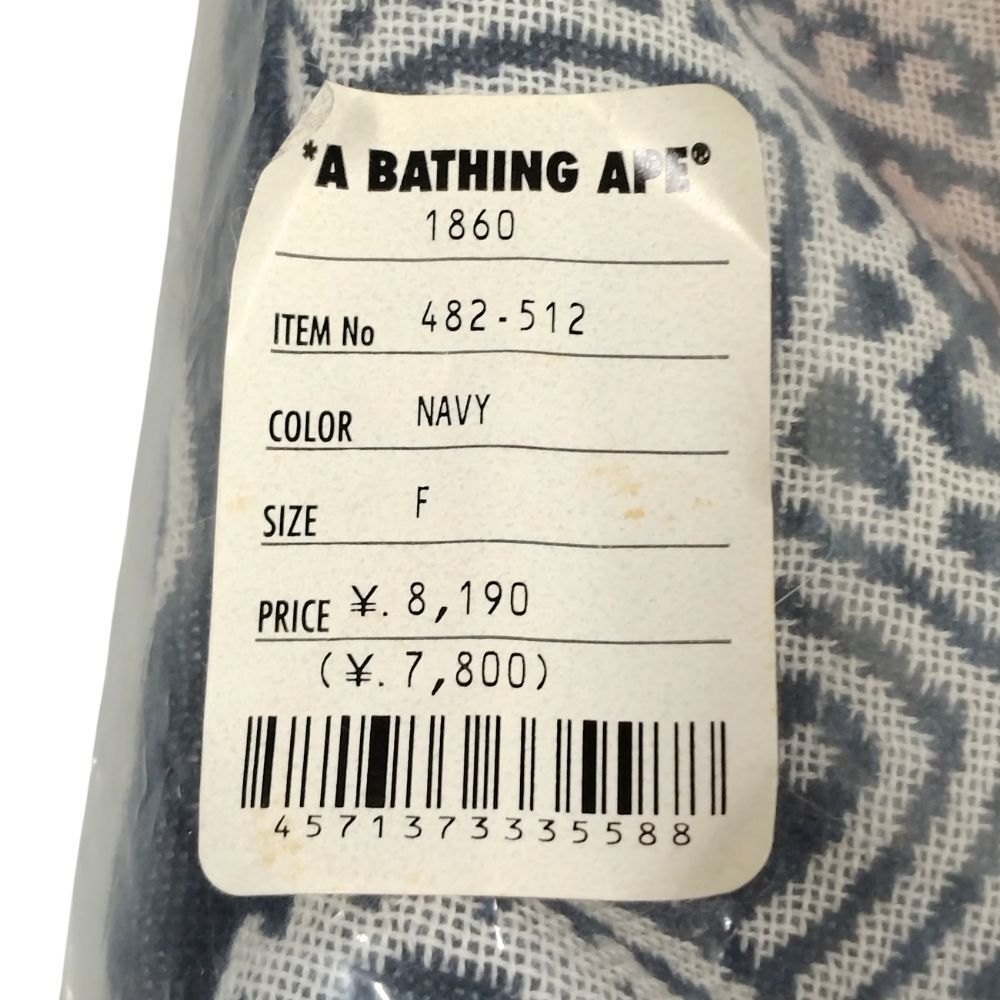 *A BATHING APE®
1860
ITEM No 482-512
COLOR NAVY
SIZE F
PRICE ¥. 8,190
(¥. 7,800)
4571373335588